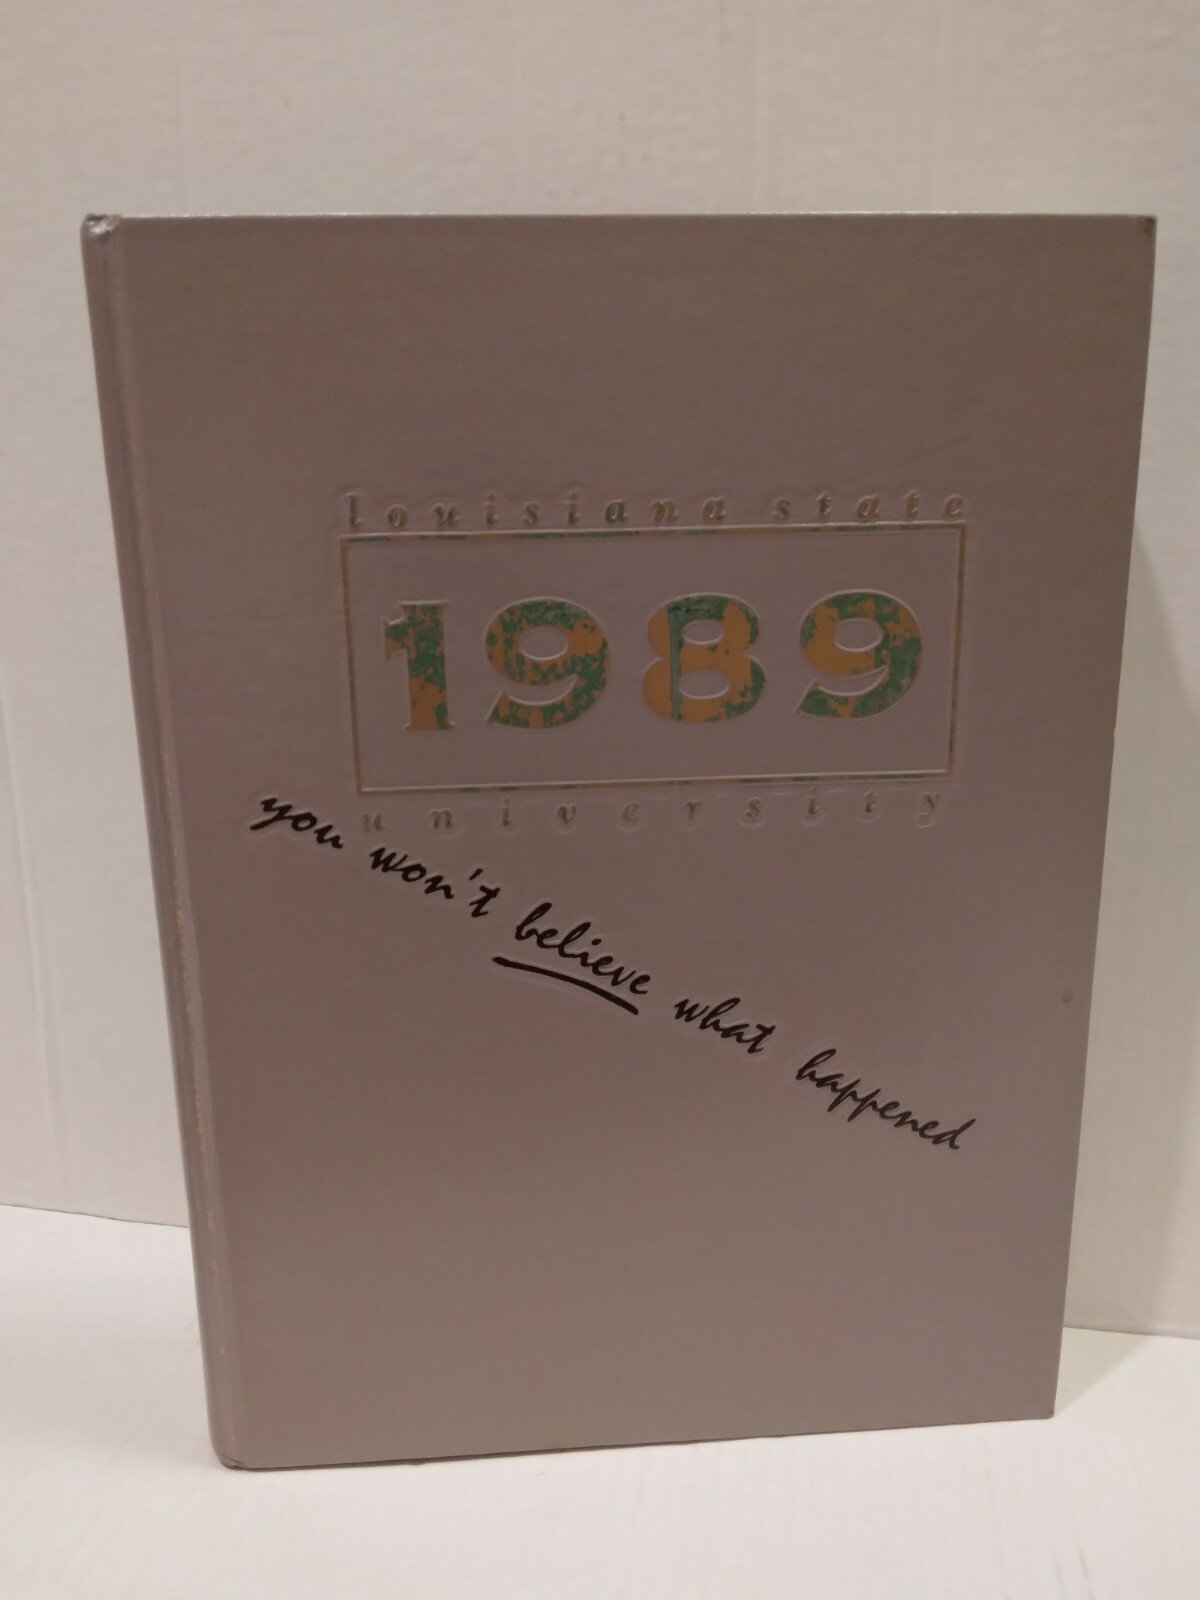 louisiana state
1989
university
you won't believe what happened